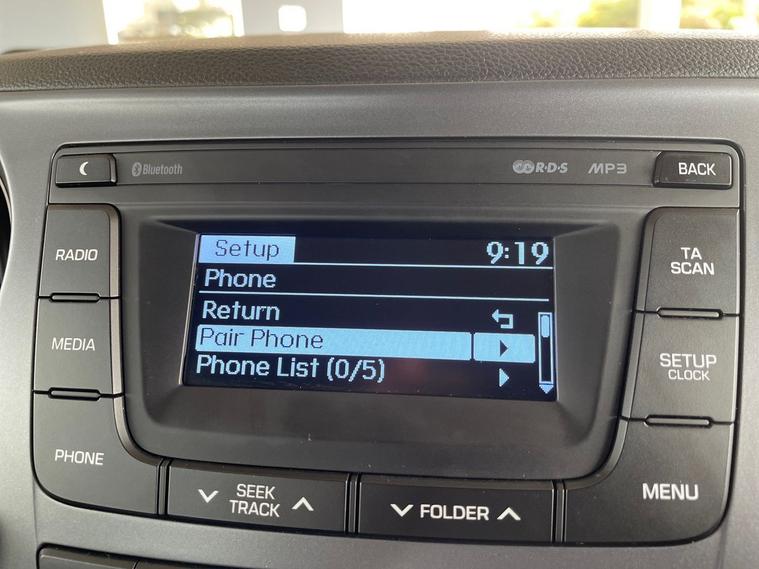 Bluetooth
R·D·S
MP3
BACK
RADIO
MEDIA
PHONE
Setup
9:19
Phone
Return
Pair Phone
Phone List (0/5)
TA
SCAN
SETUP
CLOCK
SEEK
TRACK
FOLDER
MENU